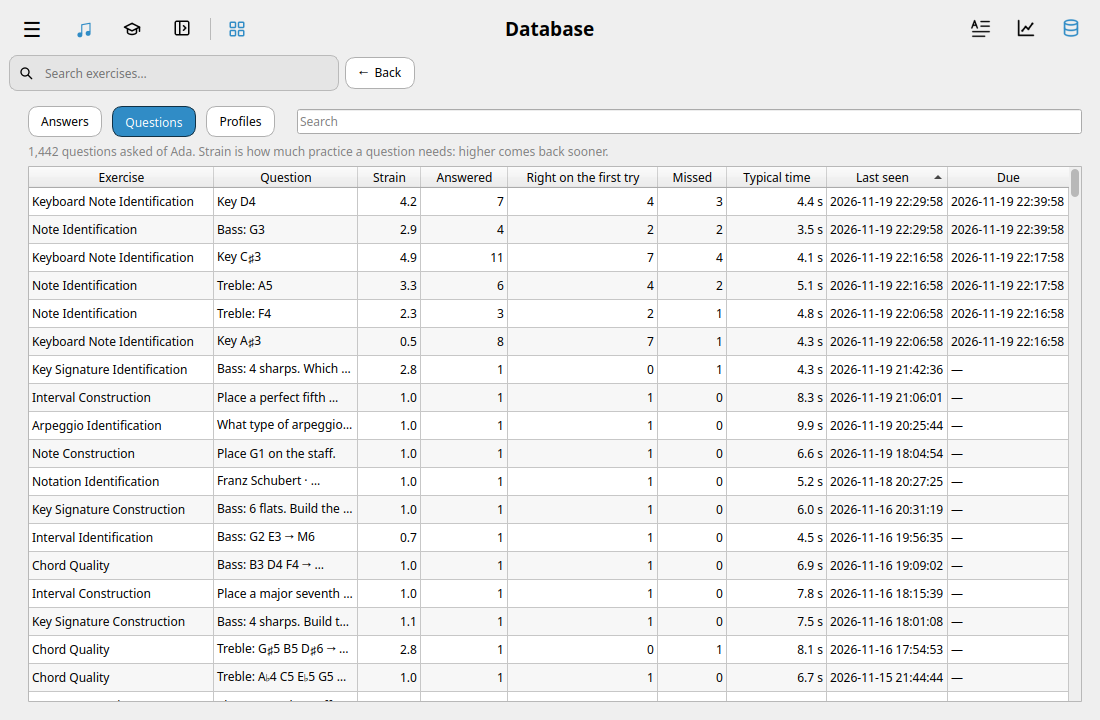 Database
Search exercises...
← Back
Answers Questions Profiles Search
1,442 questions asked of Ada. Strain is how much practice a question needs: higher comes back sooner.
Exercise Question Strain Answered Right on the first try Missed Typical time Last seen Due
Keyboard Note Identification Key D4 4.2 7 4 3 4.4 s 2026-11-19 22:29:58 2026-11-19 22:39:58
Note Identification Bass: G3 2.9 4 2 2 3.5 s 2026-11-19 22:29:58 2026-11-19 22:39:58
Keyboard Note Identification Key C♯3 4.9 11 7 4 4.1 s 2026-11-19 22:16:58 2026-11-19 22:17:58
Note Identification Treble: A5 3.3 6 4 2 5.1 s 2026-11-19 22:16:58 2026-11-19 22:17:58
Note Identification Treble: F4 2.3 3 2 1 4.8 s 2026-11-19 22:06:58 2026-11-19 22:16:58
Keyboard Note Identification Key A♯3 0.5 8 7 1 4.3 s 2026-11-19 22:06:58 2026-11-19 22:16:58
Key Signature Identification Bass: 4 sharps. Which ... 2.8 1 0 1 4.3 s 2026-11-19 21:42:36 —
Interval Construction Place a perfect fifth ... 1.0 1 1 0 8.3 s 2026-11-19 21:06:01 —
Arpeggio Identification What type of arpeggio... 1.0 1 1 0 9.9 s 2026-11-19 20:25:44 —
Note Construction Place G1 on the staff. 1.0 1 1 0 6.6 s 2026-11-19 18:04:54 —
Notation Identification Franz Schubert · ... 1.0 1 1 0 5.2 s 2026-11-18 20:27:25 —
Key Signature Construction Bass: 6 flats. Build the ... 1.0 1 1 0 6.0 s 2026-11-16 20:31:19 —
Interval Identification Bass: G2 E3 → M6 0.7 1 1 0 4.5 s 2026-11-16 19:56:35 —
Chord Quality Bass: B3 D4 F4 → ... 1.0 1 1 0 6.9 s 2026-11-16 19:09:02 —
Interval Construction Place a major seventh ... 1.0 1 1 0 7.8 s 2026-11-16 18:15:39 —
Key Signature Construction Bass: 4 sharps. Build t... 1.1 1 1 0 7.5 s 2026-11-16 18:01:08 —
Chord Quality Treble: G♯5 B5 D♯6 → ... 2.8 1 0 1 8.1 s 2026-11-16 17:54:53 —
Chord Quality Treble: A♭4 C5 E♭5 G5 ... 1.0 1 1 0 6.7 s 2026-11-15 21:44:44 —